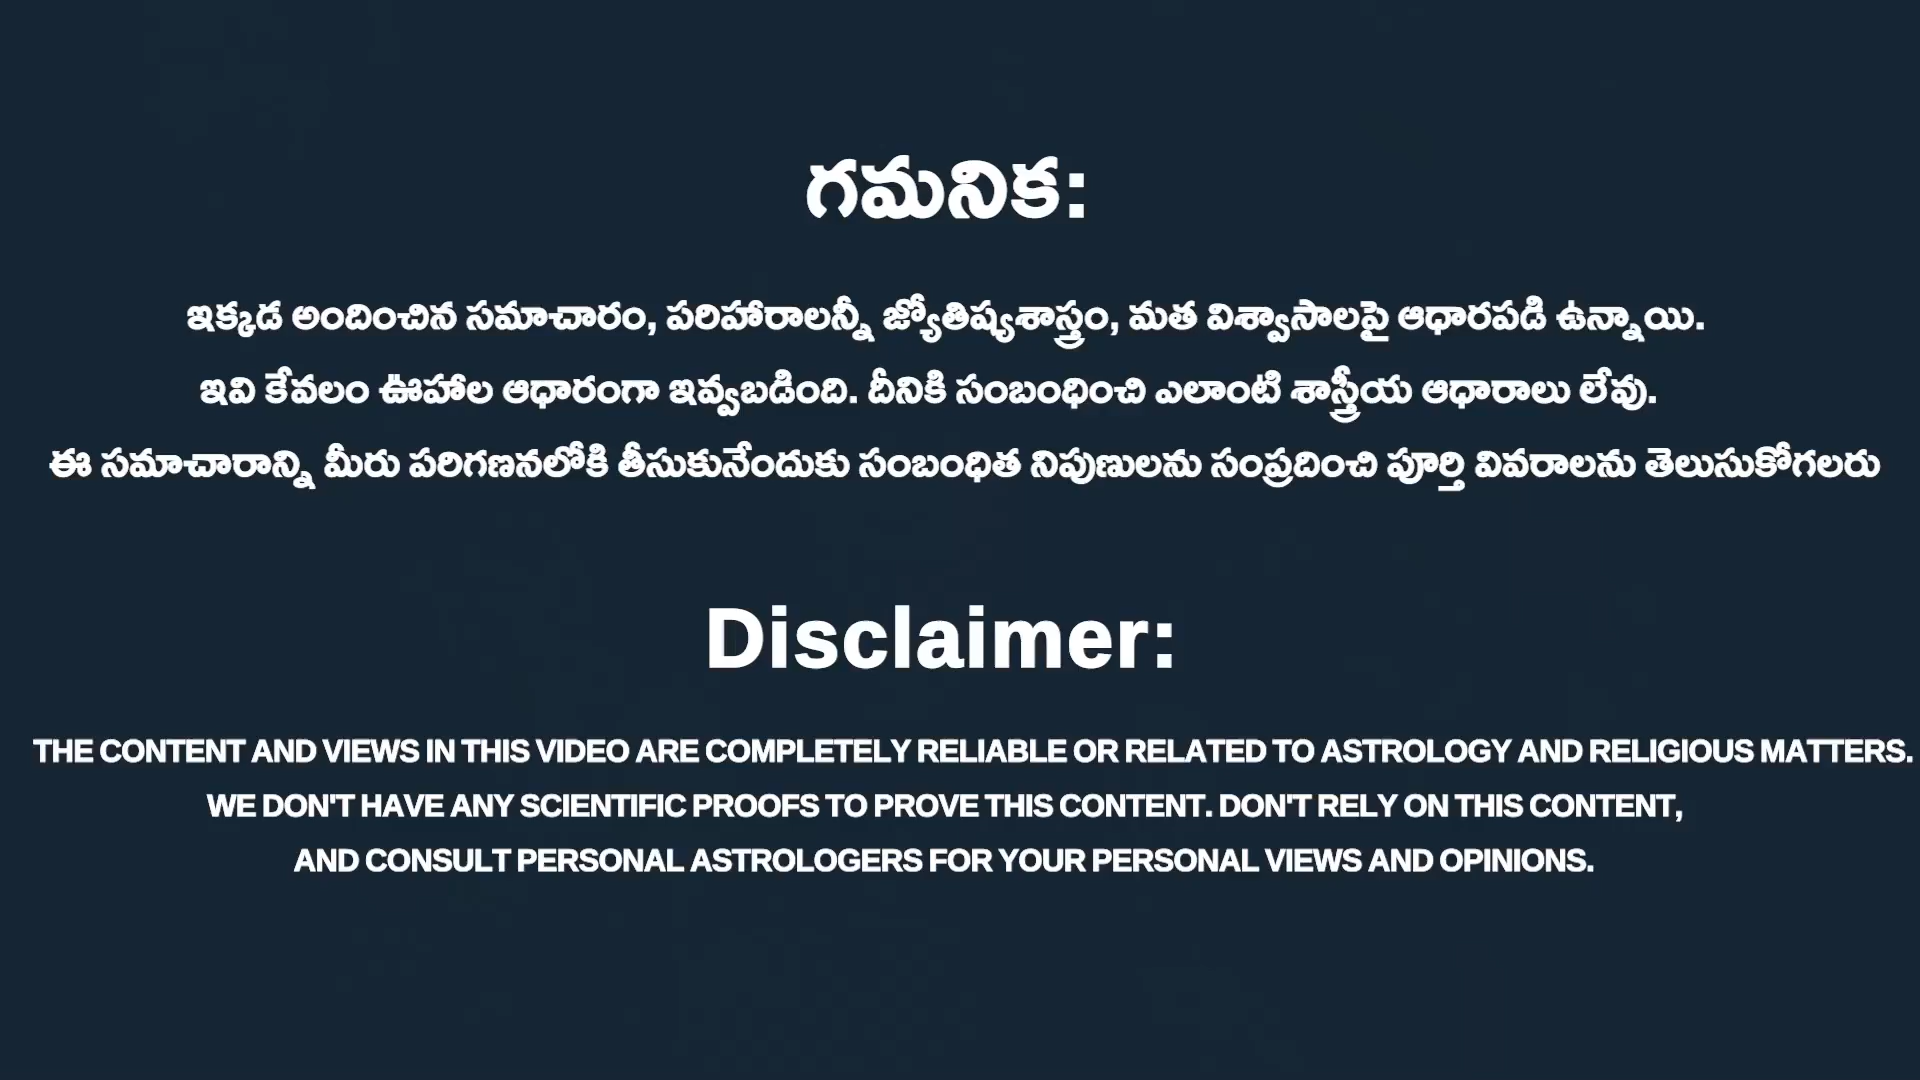 గమనిక:
ఇక్కడ అందించిన సమాచారం, పరిహారాలన్నీ జ్యోతిష్యశాస్త్రం, మత విశ్వాసాలపై ఆధారపడి ఉన్నాయి.
ఇవి కేవలం ఊహల ఆధారంగా ఇవ్వబడింది. దీనికి సంబంధించి ఎలాంటి శాస్త్రీయ ఆధారాలు లేవు.
ఈ సమాచారాన్ని మీరు పరిగణనలోకి తీసుకునేందుకు సంబంధిత నిపుణులను సంప్రదించి పూర్తి వివరాలను తెలుసుకోగలరు
Disclaimer:
THE CONTENT AND VIEWS IN THIS VIDEO ARE COMPLETELY RELIABLE OR RELATED TO ASTROLOGY AND RELIGIOUS MATTERS.
WE DON'T HAVE ANY SCIENTIFIC PROOFS TO PROVE THIS CONTENT. DON'T RELY ON THIS CONTENT,
AND CONSULT PERSONAL ASTROLOGERS FOR YOUR PERSONAL VIEWS AND OPINIONS.